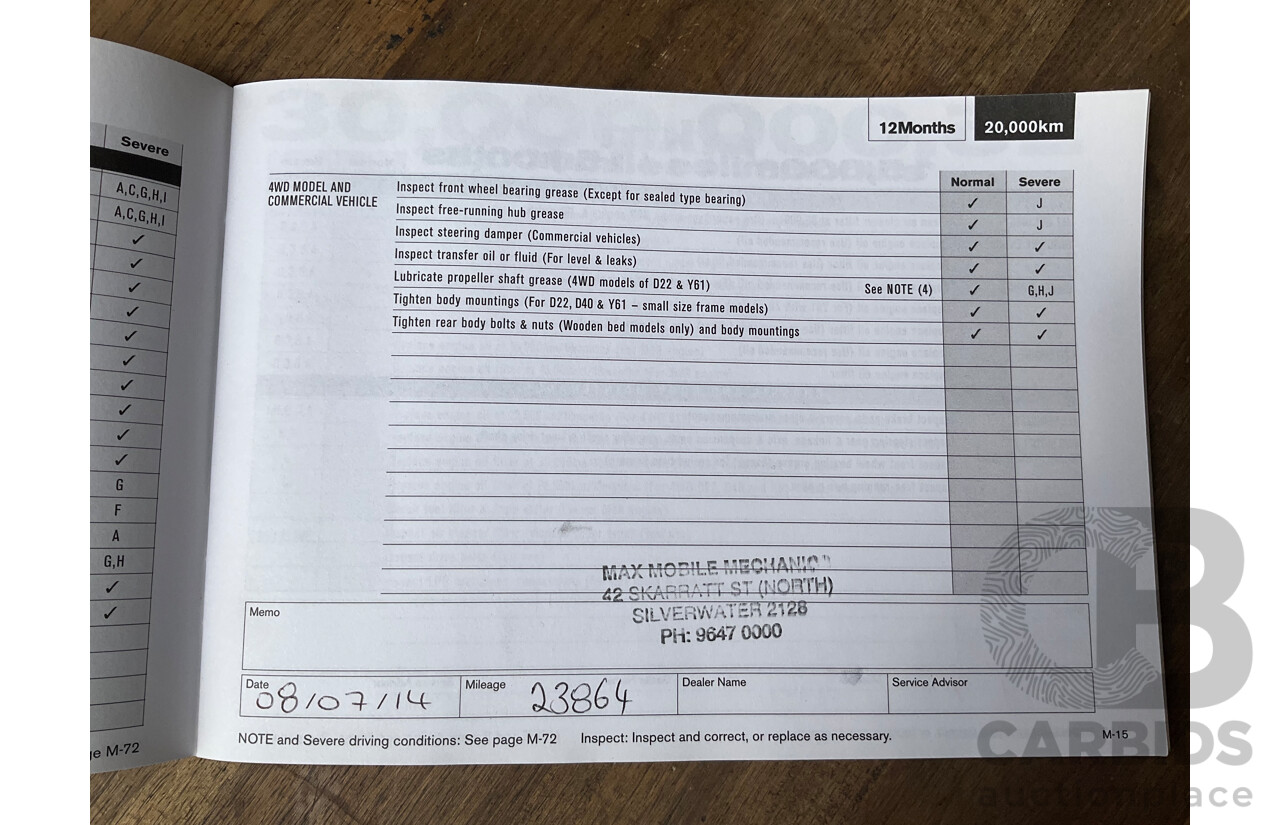 Severe
A,C,G,H,I
A,C,G,H,I
✓
✓
✓
✓
✓
✓
✓
✓
✓
✓
G
F
A
G,H
✓
✓
ge M-72
12Months 20,000km
Normal Severe
4WD MODEL AND
COMMERCIAL VEHICLE
Inspect front wheel bearing grease (Except for sealed type bearing) ✓ J
Inspect free-running hub grease ✓ J
Inspect steering damper (Commercial vehicles) ✓ ✓
Inspect transfer oil or fluid (For level & leaks) ✓ ✓
Lubricate propeller shaft grease (4WD models of D22 & Y61) See NOTE (4) ✓ G,H,J
Tighten body mountings (For D22, D40 & Y61 – small size frame models) ✓ ✓
Tighten rear body bolts & nuts (Wooden bed models only) and body mountings ✓ ✓
MAX MOBILE MECHANIC
42 SKARRATT ST (NORTH)
SILVERWATER 2128
PH: 9647 0000
Memo
Date 08/07/14 Mileage 23864 Dealer Name Service Advisor
NOTE and Severe driving conditions: See page M-72 Inspect: Inspect and correct, or replace as necessary. M-15
CB
CARBIDS
auctionplace